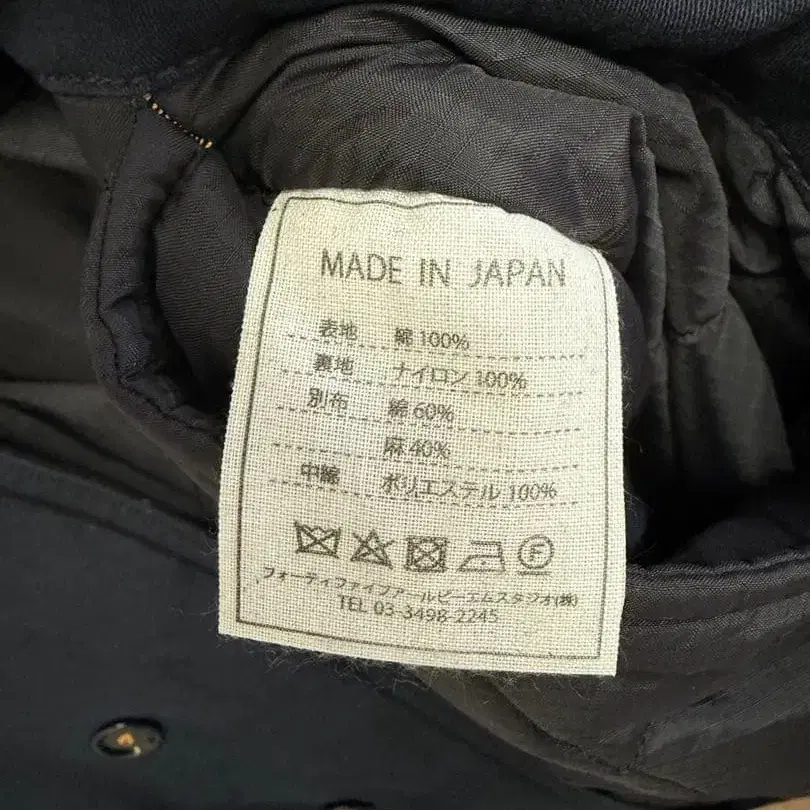 MADE IN JAPAN
表地 綿 100%
裏地 ナイロン 100%
別布 綿 60%
麻 40%
中綿 ポリエステル 100%
F
フォーティファイブアールピーエムスタジオ(株)
TEL 03-3498-2245